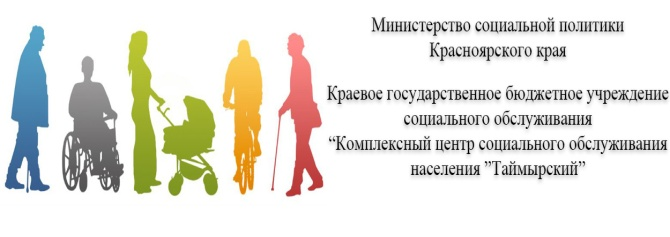 Министерство социальной политики
Красноярского края
Краевое государственное бюджетное учреждение
социального обслуживания
“Комплексный центр социального обслуживания
населения ”Таймырский”